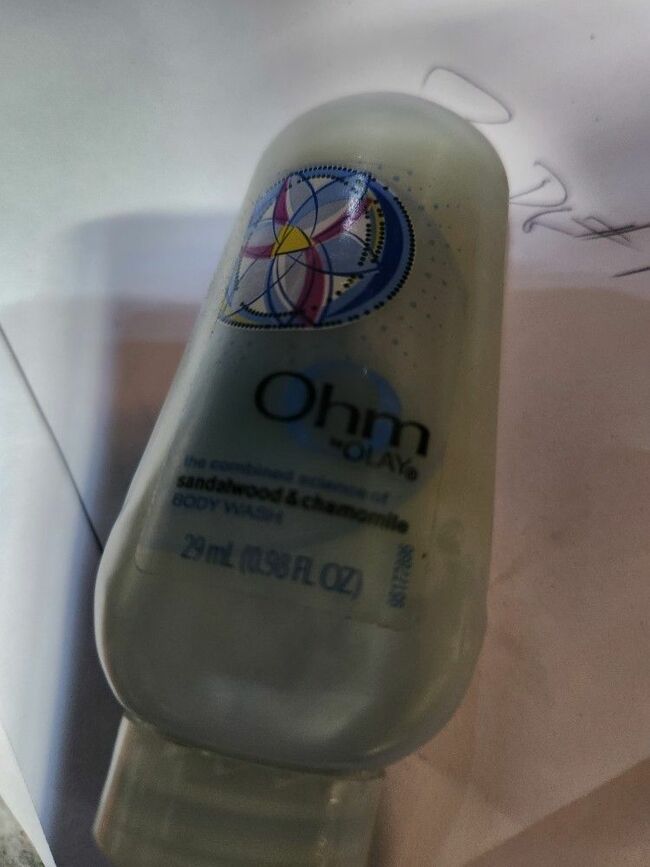 Ohm
BY OLAY®
the combined science of
sandalwood & chamomile
BODY WASH
29 mL (0.98 FL OZ)